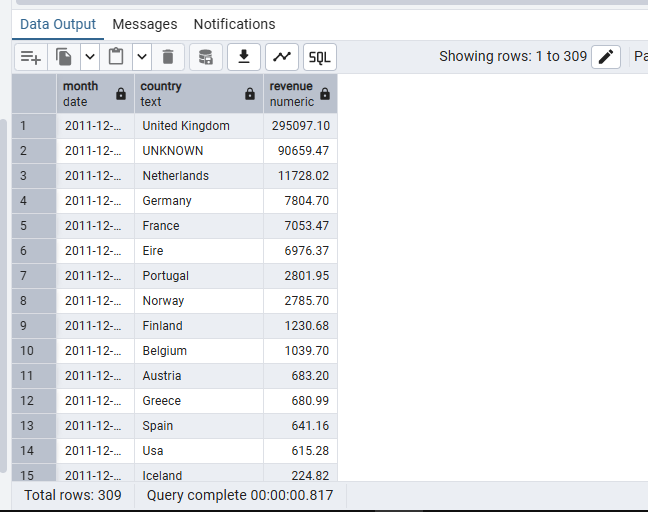 Data Output Messages Notifications
SQL Showing rows: 1 to 309 Pa
month country revenue
date text numeric
1 2011-12-... United Kingdom 295097.10
2 2011-12-... UNKNOWN 90659.47
3 2011-12-... Netherlands 11728.02
4 2011-12-... Germany 7804.70
5 2011-12-... France 7053.47
6 2011-12-... Eire 6976.37
7 2011-12-... Portugal 2801.95
8 2011-12-... Norway 2785.70
9 2011-12-... Finland 1230.68
10 2011-12-... Belgium 1039.70
11 2011-12-... Austria 683.20
12 2011-12-... Greece 680.99
13 2011-12-... Spain 641.16
14 2011-12-... Usa 615.28
15 2011-12-... Iceland 224.82
Total rows: 309 Query complete 00:00:00.817